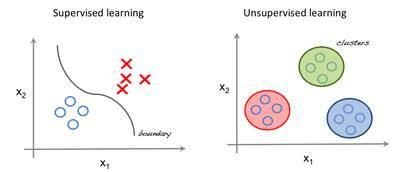 Supervised learning
x2
boundary
x1
Unsupervised learning
clusters
x2
x1